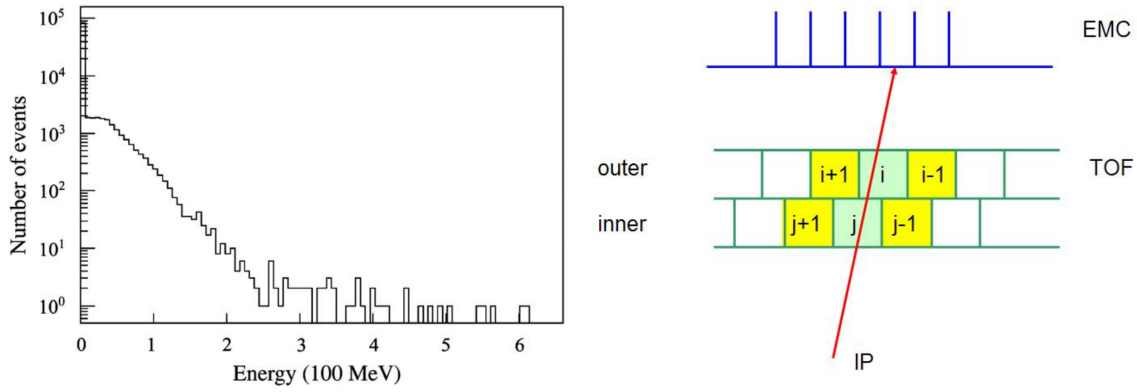 10^5
10^4
10^3
10^2
10^1
10^0
Number of events
0 1 2 3 4 5 6
Energy (100 MeV)
EMC
outer i+1 i i-1 TOF
inner j+1 j j-1
IP